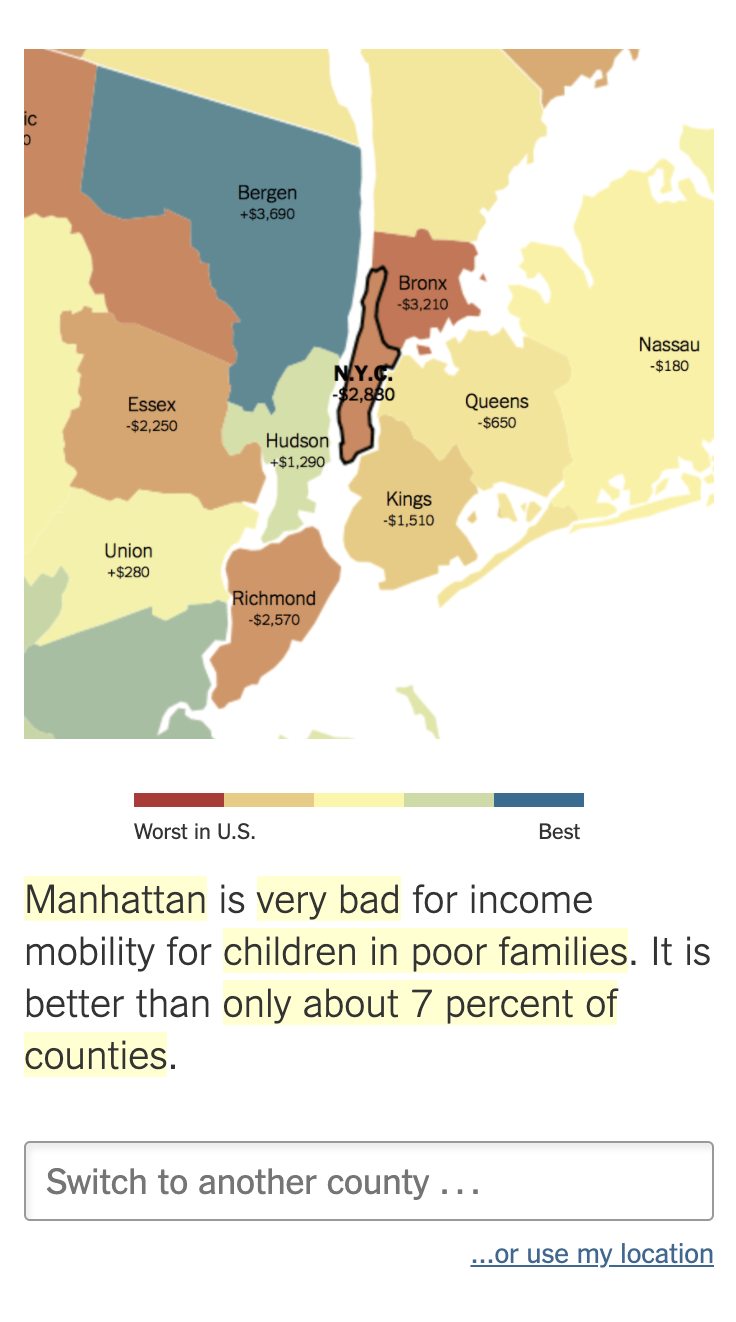 ic
0
Bergen
+$3,690
Bronx
-$3,210
Nassau
-$180
N.Y.C.
-$2,830
Essex
-$2,250
Queens
-$650
Hudson
+$1,290
Kings
-$1,510
Union
+$280
Richmond
-$2,570
Worst in U.S.
Best
Manhattan is very bad for income
mobility for children in poor families. It is
better than only about 7 percent of
counties.
Switch to another county ...
...or use my location